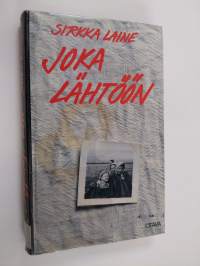 SIRKKA LAINE
JOKA
LÄHTÖÖN
OTAVA